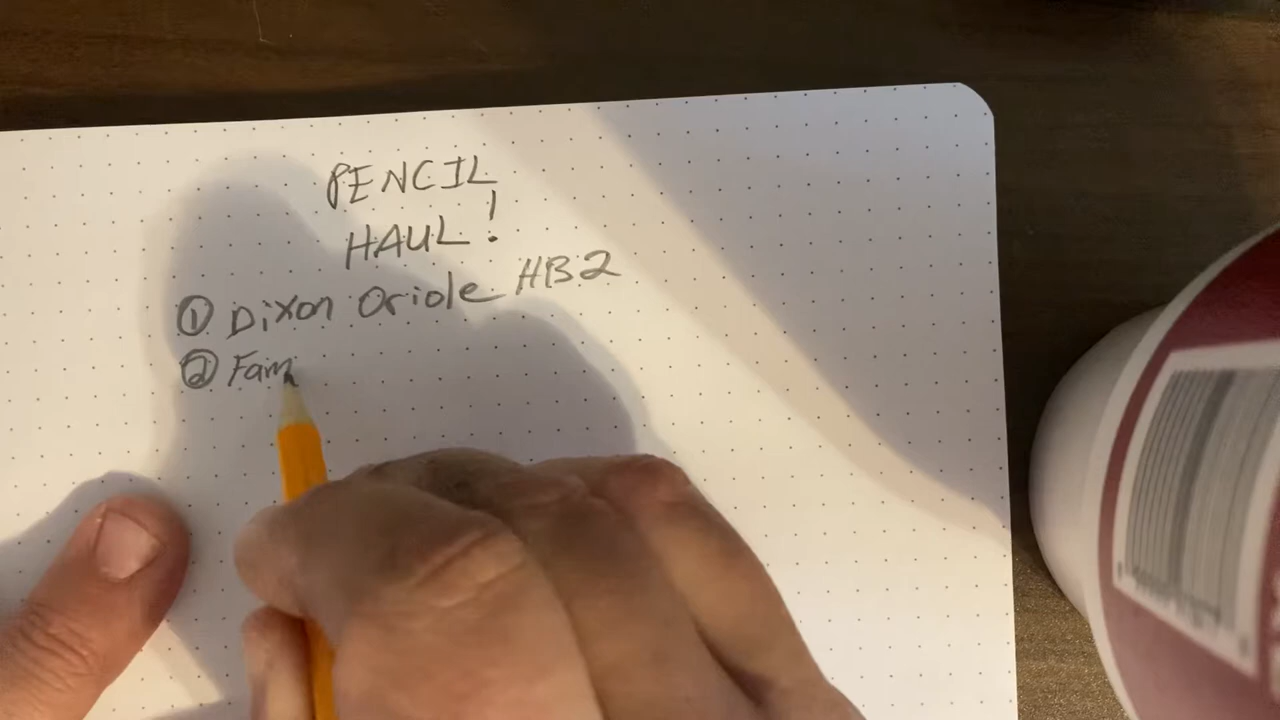 PENCIL
HAUL!
① Dixon Oriole HB2
② Fam